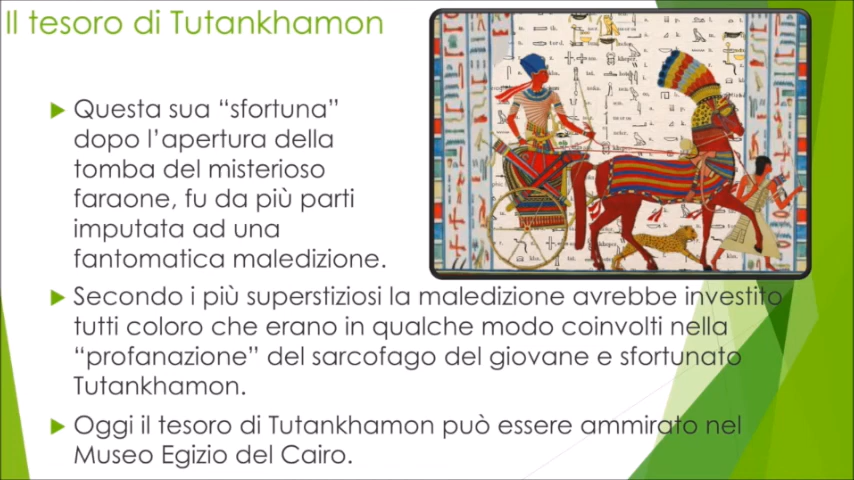 Il tesoro di Tutankhamon
Questa sua “sfortuna”
dopo l’apertura della
tomba del misterioso
faraone, fu da più parti
imputata ad una
fantomatica maledizione.
Secondo i più superstiziosi la maledizione avrebbe investito
tutti coloro che erano in qualche modo coinvolti nella
“profanazione” del sarcofago del giovane e sfortunato
Tutankhamon.
Oggi il tesoro di Tutankhamon può essere ammirato nel
Museo Egizio del Cairo.